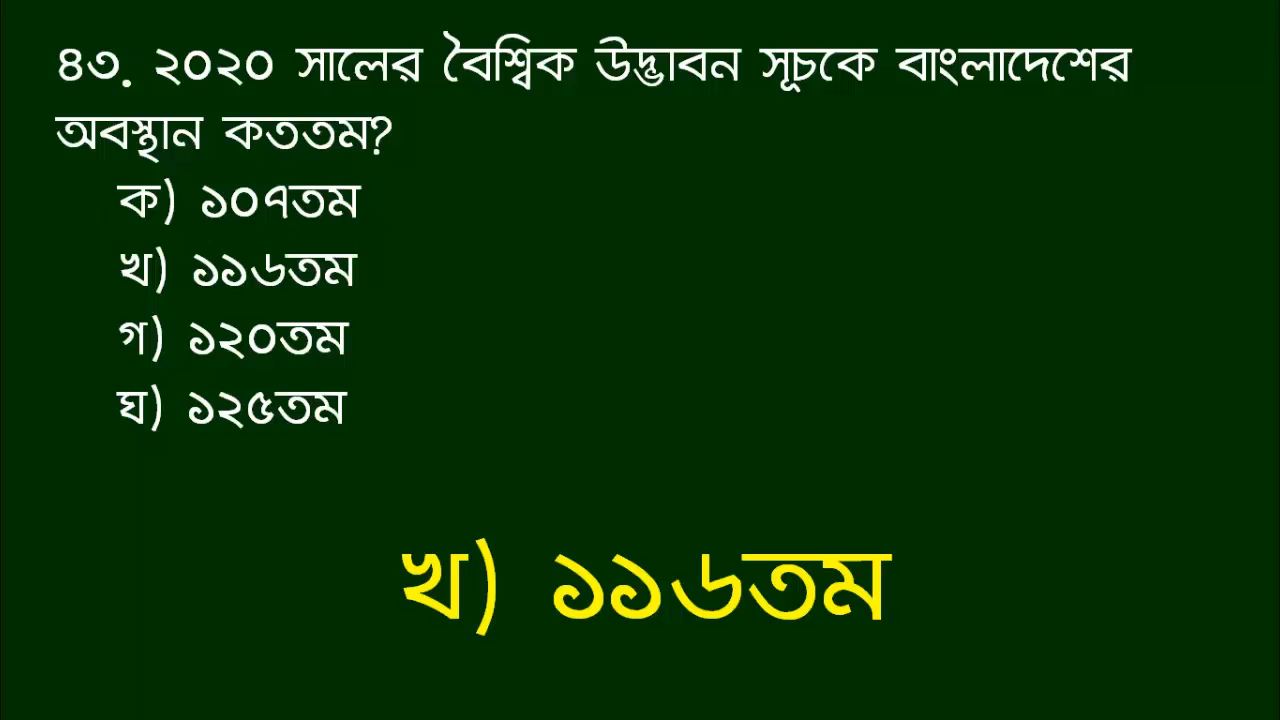 ৪৩. ২০২০ সালের বৈশ্বিক উদ্ভাবন সূচকে বাংলাদেশের
অবস্থান কততম?
ক) ১০৭তম
খ) ১১৬তম
গ) ১২০তম
ঘ) ১২৫তম
খ) ১১৬তম